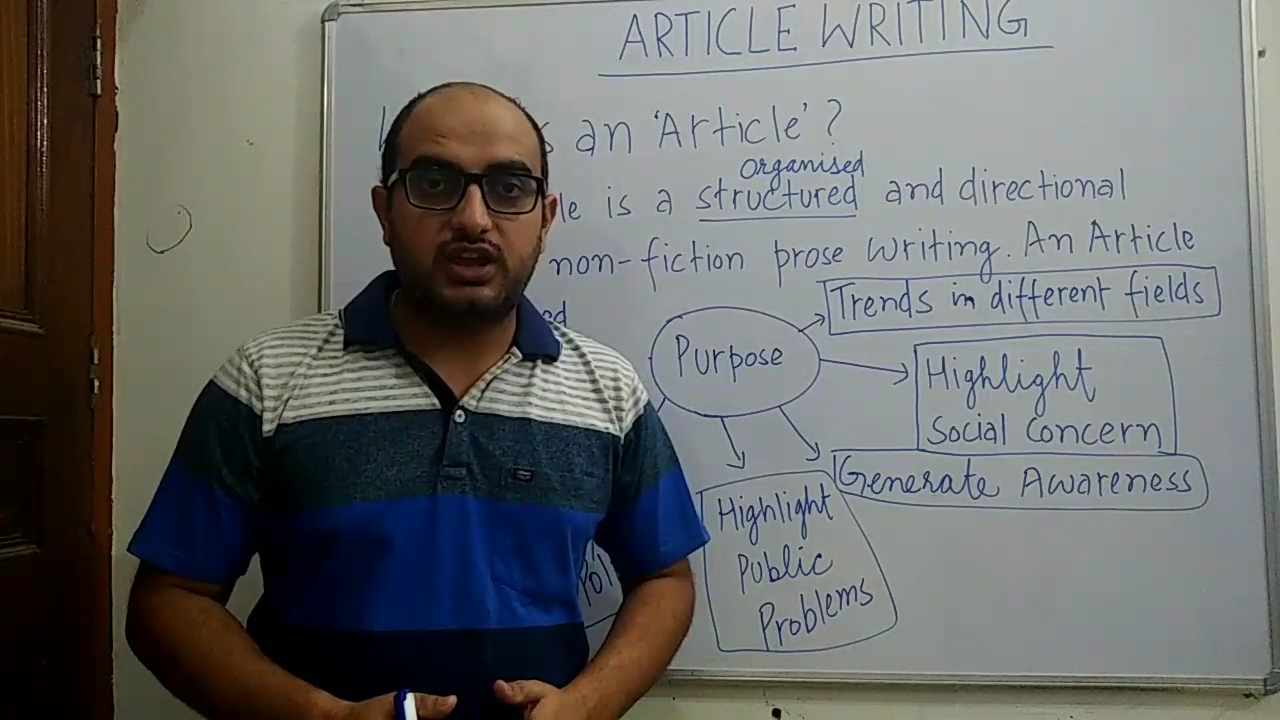 ARTICLE WRITING
an 'Article'?
organised
is a structured and directional
non-fiction prose writing. An Article
Trends in different fields
Purpose
Highlight
Social Concern
Generate Awareness
Highlight
Public
Problems